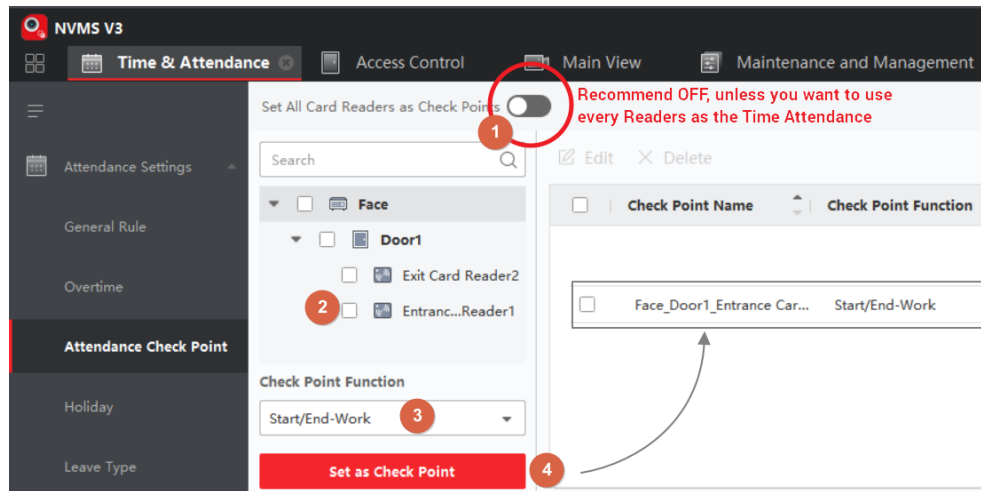 NVMS V3
Time & Attendance
Access Control
Main View
Maintenance and Management
Set All Card Readers as Check Points
1
Recommend OFF, unless you want to use
every Readers as the Time Attendance
Attendance Settings
General Rule
Overtime
Attendance Check Point
Holiday
Leave Type
Search
Face
Door1
Exit Card Reader2
2
Entranc...Reader1
Check Point Function
Start/End-Work
3
Set as Check Point
4
Edit
Delete
Check Point Name
Check Point Function
Face_Door1_Entrance Car...
Start/End-Work